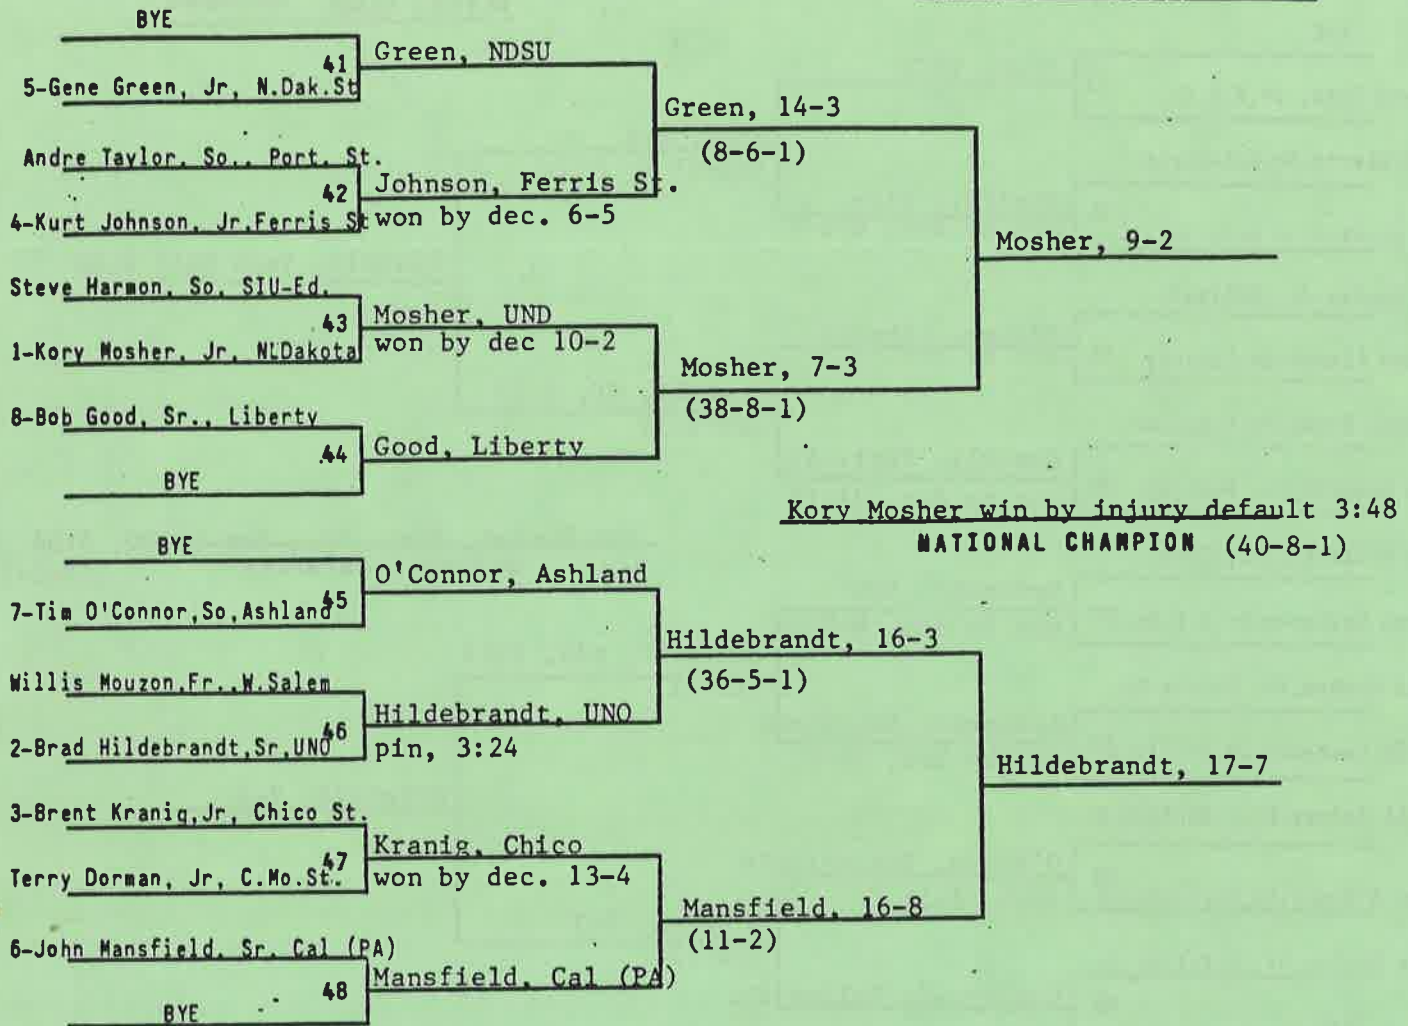 BYE
41
Green, NDSU
5-Gene Green, Jr, N.Dak.St
Green, 14-3
(8-6-1)
Andre Taylor, So., Port. St.
42
Johnson, Ferris St.
4-Kurt Johnson, Jr,Ferris St
won by dec. 6-5
Mosher, 9-2
Steve Harmon, So, SIU-Ed.
43
Mosher, UND
won by dec 10-2
1-Kory Mosher, Jr, N.Dakota
Mosher, 7-3
(38-8-1)
8-Bob Good, Sr., Liberty
44
Good, Liberty
BYE
Kory Mosher win by injury default 3:48
NATIONAL CHAMPION (40-8-1)
BYE
45
O'Connor, Ashland
7-Tim O'Connor,So,Ashland
Hildebrandt, 16-3
(36-5-1)
Willis Mouzon,Fr.,W.Salem
46
Hildebrandt, UNO
2-Brad Hildebrandt,Sr,UNO
pin, 3:24
Hildebrandt, 17-7
3-Brent Kranig,Jr, Chico St.
47
Kranig, Chico
Terry Dorman, Jr, C.Mo.St.
won by dec. 13-4
Mansfield, 16-8
(11-2)
6-John Mansfield, Sr, Cal (PA)
48
Mansfield, Cal (PA)
BYE